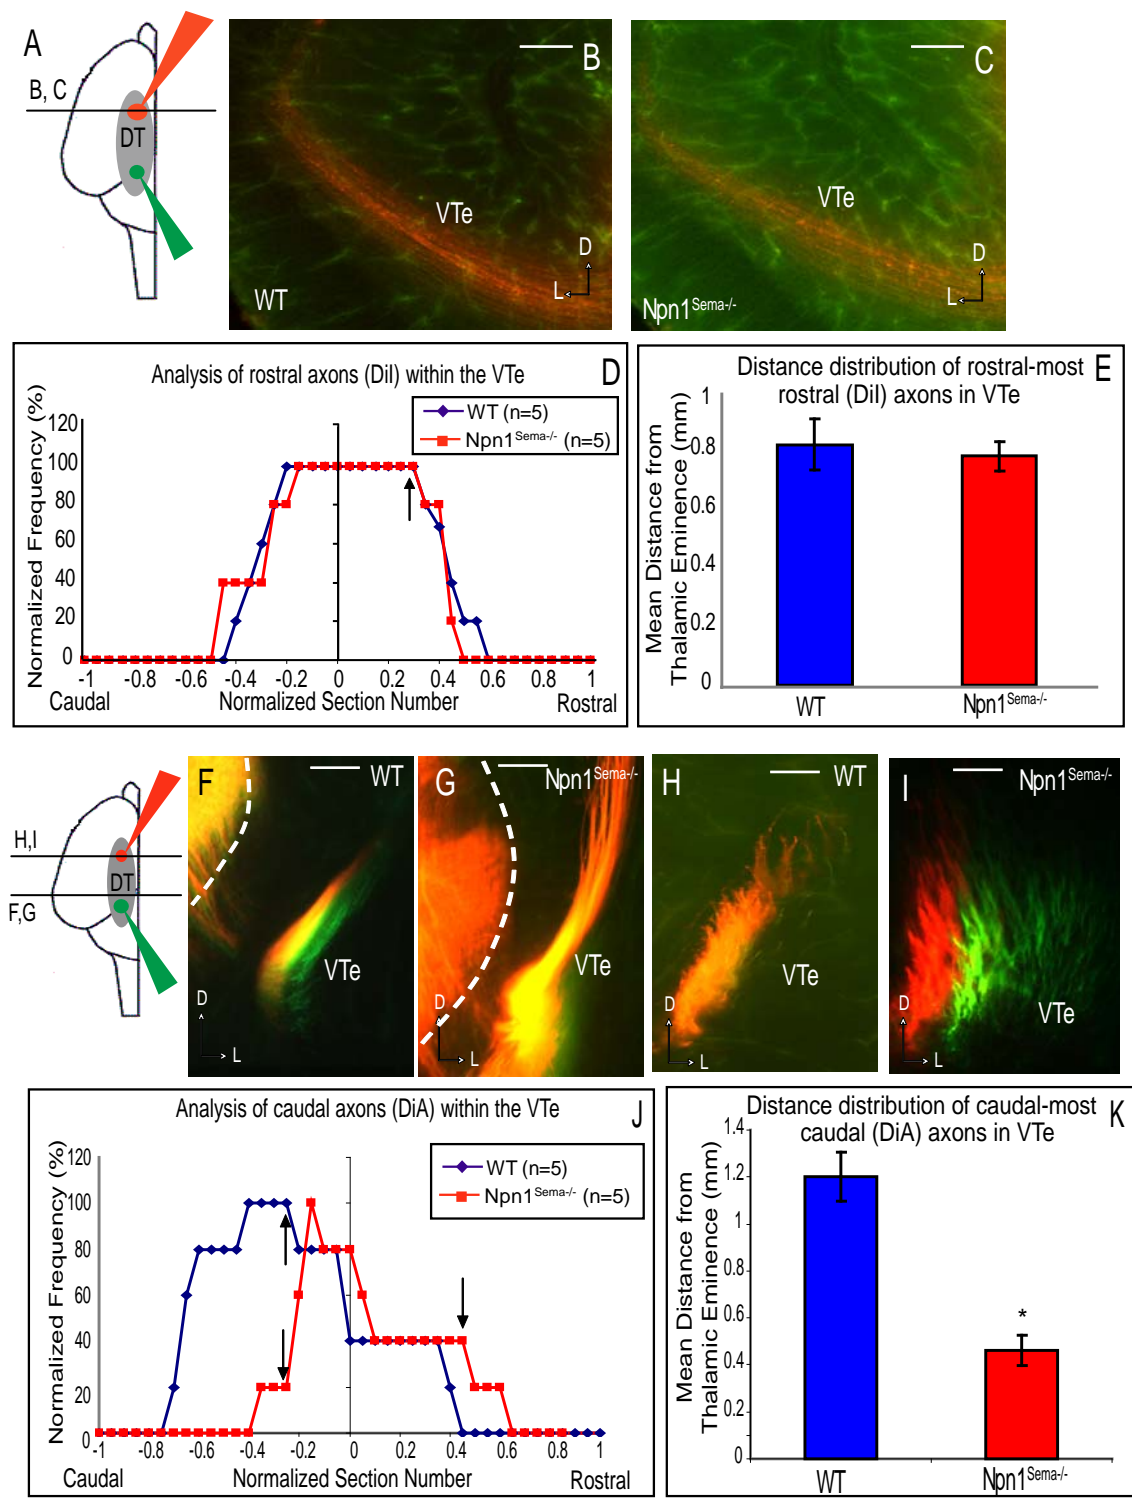 A
B, C
DT
B
VTe
WT
D
L
C
VTe
Npn1Sema-/-
D
L
Analysis of rostral axons (DiI) within the VTe
D
WT (n=5)
Npn1Sema-/- (n=5)
Normalized Frequency (%)
120
100
80
60
40
20
0
-1 -0.8 -0.6 -0.4 -0.2 0 0.2 0.4 0.6 0.8 1
Caudal Normalized Section Number Rostral
Distance distribution of rostral-most
rostral (DiI) axons in VTe
E
Mean Distance from
Thalamic Eminence (mm)
1
0.8
0.6
0.4
0.2
0
WT Npn1Sema-/-
H,I
DT
F,G
F
WT
VTe
D
L
G
Npn1Sema-/-
VTe
D
L
H
WT
VTe
D
L
I
Npn1Sema-/-
VTe
D
L
Analysis of caudal axons (DiA) within the VTe
J
WT (n=5)
Npn1Sema-/- (n=5)
Normalized Frequency (%)
120
100
80
60
40
20
0
-1 -0.8 -0.6 -0.4 -0.2 0 0.2 0.4 0.6 0.8 1
Caudal Normalized Section Number Rostral
Distance distribution of caudal-most
caudal (DiA) axons in VTe
K
Mean Distance from
Thalamic Eminence (mm)
1.4
1.2
1
0.8
0.6
0.4
0.2
0
*
WT Npn1Sema-/-